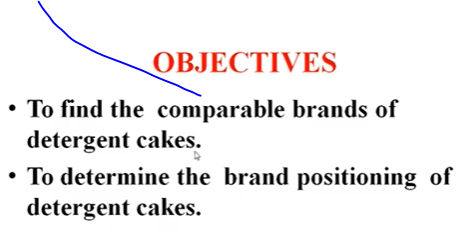 OBJECTIVES
• To find the comparable brands of
detergent cakes.
• To determine the brand positioning of
detergent cakes.